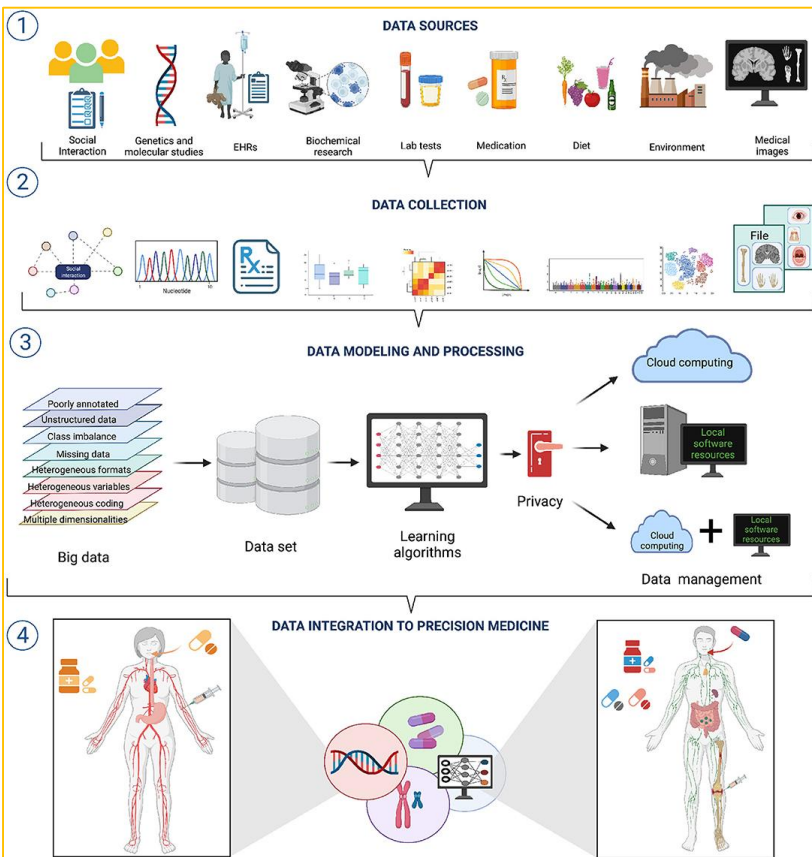 1
DATA SOURCES
Social
Interaction
Genetics and
molecular studies
EHRs
Biochemical
research
Lab tests
Medication
Diet
Environment
Medical
images
2
DATA COLLECTION
Social
interaction
Nucleotide
Rx
File
3
DATA MODELING AND PROCESSING
Poorly annotated
Unstructured data
Class imbalance
Missing data
Heterogeneous formats
Heterogeneous variables
Heterogeneous coding
Multiple dimensionalities
Big data
Data set
Learning
algorithms
Privacy
Cloud computing
Local
software
resources
Cloud
computing
+
Local
software
resources
Data management
4
DATA INTEGRATION TO PRECISION MEDICINE